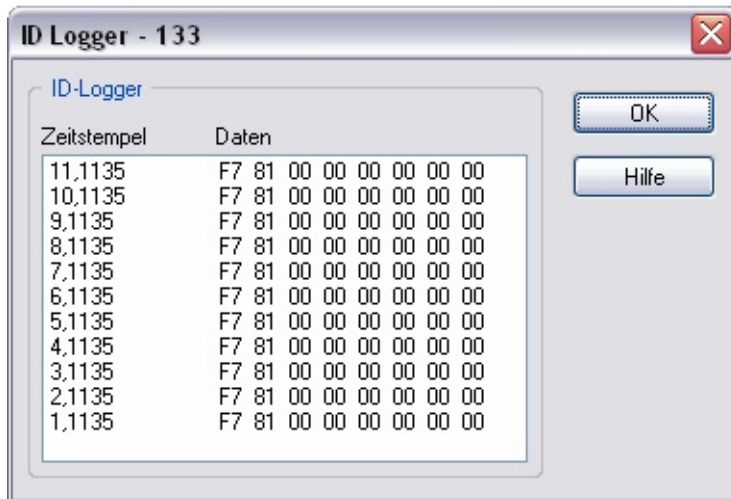 ID Logger - 133
ID-Logger
Zeitstempel Daten
11,1135 F7 81 00 00 00 00 00 00
10,1135 F7 81 00 00 00 00 00 00
9,1135 F7 81 00 00 00 00 00 00
8,1135 F7 81 00 00 00 00 00 00
7,1135 F7 81 00 00 00 00 00 00
6,1135 F7 81 00 00 00 00 00 00
5,1135 F7 81 00 00 00 00 00 00
4,1135 F7 81 00 00 00 00 00 00
3,1135 F7 81 00 00 00 00 00 00
2,1135 F7 81 00 00 00 00 00 00
1,1135 F7 81 00 00 00 00 00 00
OK
Hilfe